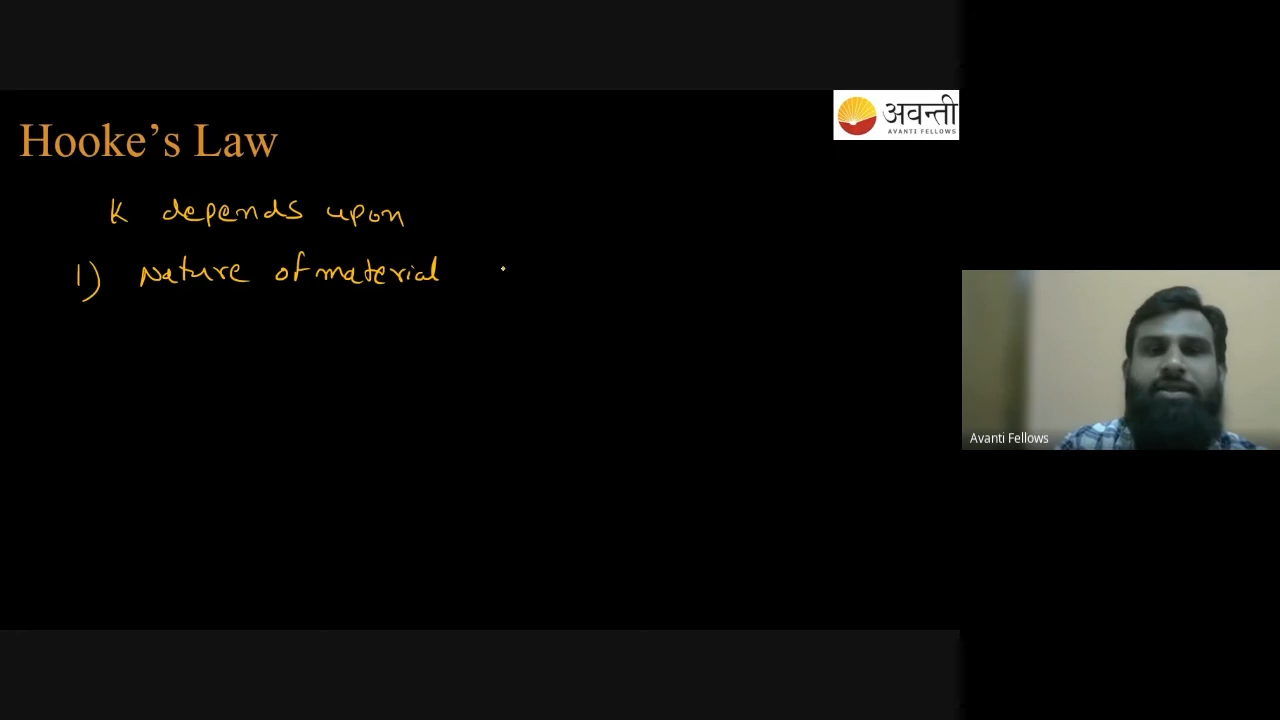 अवन्ती
AVANTI FELLOWS
Hooke's Law
K depends upon
1) Nature of material
Avanti Fellows